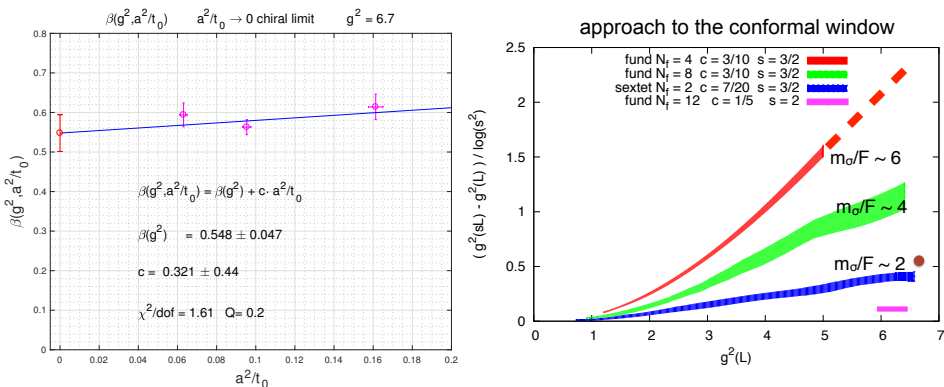 β(g², a²/t₀) a²/t₀ → 0 chiral limit g² = 6.7
0.8
0.7
0.6
0.5
0.4
0.3
0.2
0.1
0
β(g², a²/t₀)
β(g², a²/t₀) = β(g²) + c· a²/t₀
β(g²) = 0.548 ± 0.047
c = 0.321 ± 0.44
χ²/dof = 1.61 Q= 0.2
0 0.02 0.04 0.06 0.08 0.1 0.12 0.14 0.16 0.18 0.2
a²/t₀
approach to the conformal window
2.5
2
1.5
1
0.5
0
( g²(sL) - g²(L) ) / log(s²)
fund N_f = 4 c = 3/10 s = 3/2
fund N_f = 8 c = 3/10 s = 3/2
sextet N_f = 2 c = 7/20 s = 3/2
fund N_f = 12 c = 1/5 s = 2
m_σ/F ~ 6
m_σ/F ~ 4
m_σ/F ~ 2
0 1 2 3 4 5 6 7
g²(L)